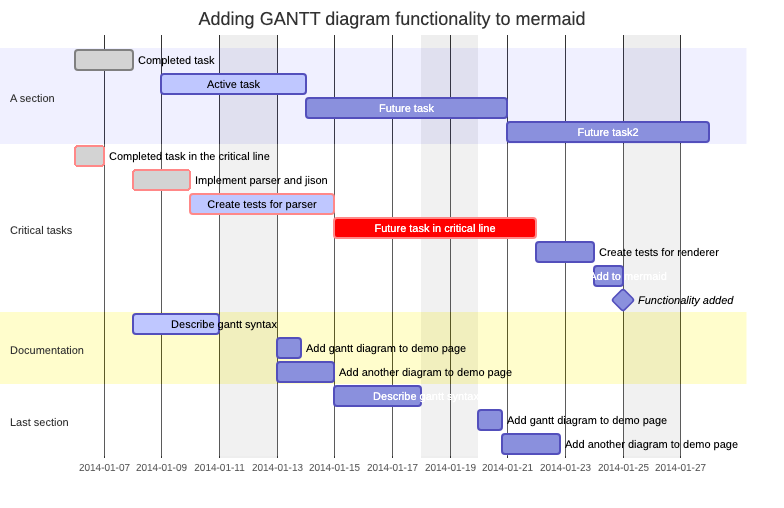 Adding GANTT diagram functionality to mermaid
Completed task
Active task
A section
Future task
Future task2
Completed task in the critical line
Implement parser and jison
Create tests for parser
Critical tasks
Future task in critical line
Create tests for renderer
Add to mermaid
Functionality added
Describe gantt syntax
Documentation
Add gantt diagram to demo page
Add another diagram to demo page
Describe gantt syntax
Last section
Add gantt diagram to demo page
Add another diagram to demo page
2014-01-07 2014-01-09 2014-01-11 2014-01-13 2014-01-15 2014-01-17 2014-01-19 2014-01-21 2014-01-23 2014-01-25 2014-01-27